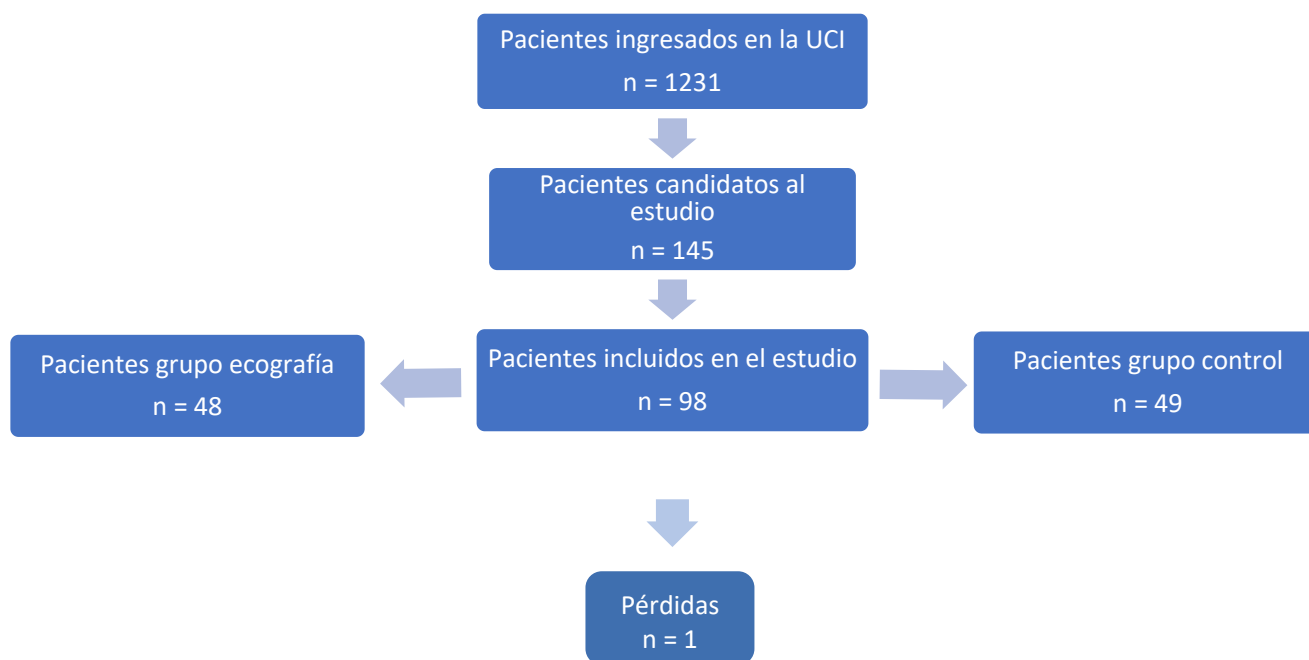 Pacientes ingresados en la UCI
n = 1231
Pacientes candidatos al
estudio
n = 145
Pacientes grupo ecografía
n = 48
Pacientes incluidos en el estudio
n = 98
Pacientes grupo control
n = 49
Pérdidas
n = 1